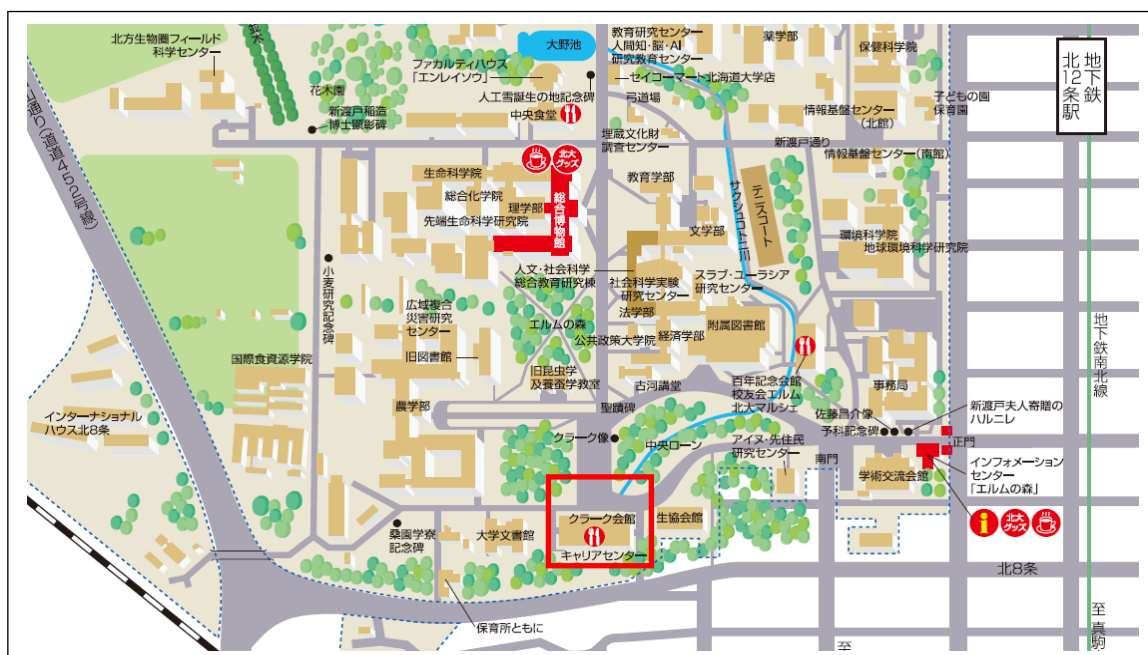 北方生物圏フィールド
科学センター
鈴木
大野池
教育研究センター
人間知・脳・AI
研究教育センター
薬学部
保健科学院
地下鉄
北12条駅
ファカルティハウス
「エンレイソウ」
セイコーマート北海道大学店
花木園
人工雪誕生の地記念碑
弓道場
子どもの園
保育園
新渡戸稲造
博士顕彰碑
中央食堂
情報基盤センター
(北館)
埋蔵文化財
調査センター
新渡戸通り
情報基盤センター(南館)
山通り(道道452号線)
北大
グッズ
生命科学院
教育学部
総合化学院
理学部
総合博物館
先端生命科学研究院
サクシュコトニ川
テニスコート
文学部
環境科学院
地球環境科学研究院
小麦研究記念碑
人文・社会科学
総合教育研究棟
社会科学実験
研究センター
スラブ・ユーラシア
研究センター
広域複合
災害研究
センター
法学部
エルムの森
附属図書館
公共政策大学院
経済学部
地下鉄南北線
旧図書館
国際食資源学院
旧昆虫学
及養蚕学教室
古河講堂
百年記念会館
校友会エルム
北大マルシェ
事務局
農学部
聖蹟碑
佐藤昌介像
新渡戸夫人寄贈の
ハルニレ
インターナショナル
ハウス北8条
予科記念碑
クラーク像
中央ローン
アイヌ・先住民
研究センター
南門
正門
学術交流会館
インフォメーション
センター
「エルムの森」
クラーク会館
生協会館
i
北大
グッズ
桑園学寮
記念碑
大学文書館
キャリアセンター
北8条
保育所ともに
至
至 真駒